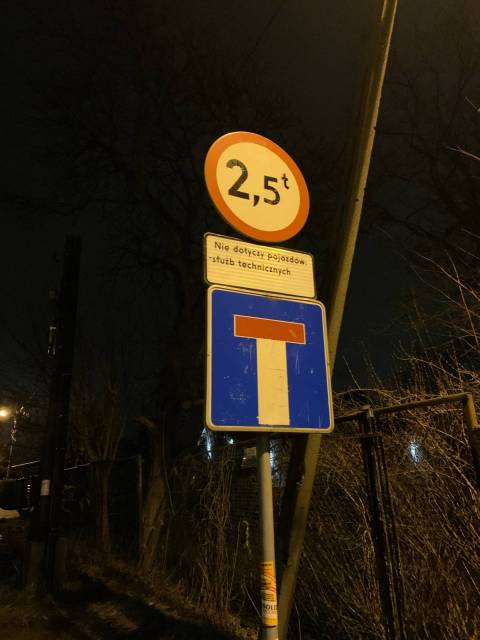 2,5t
Nie dotyczy pojazdów:
-służb technicznych